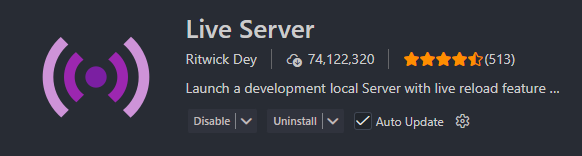 Live Server
Ritwick Dey 74,122,320 (513)
Launch a development local Server with live reload feature ...
Disable Uninstall Auto Update